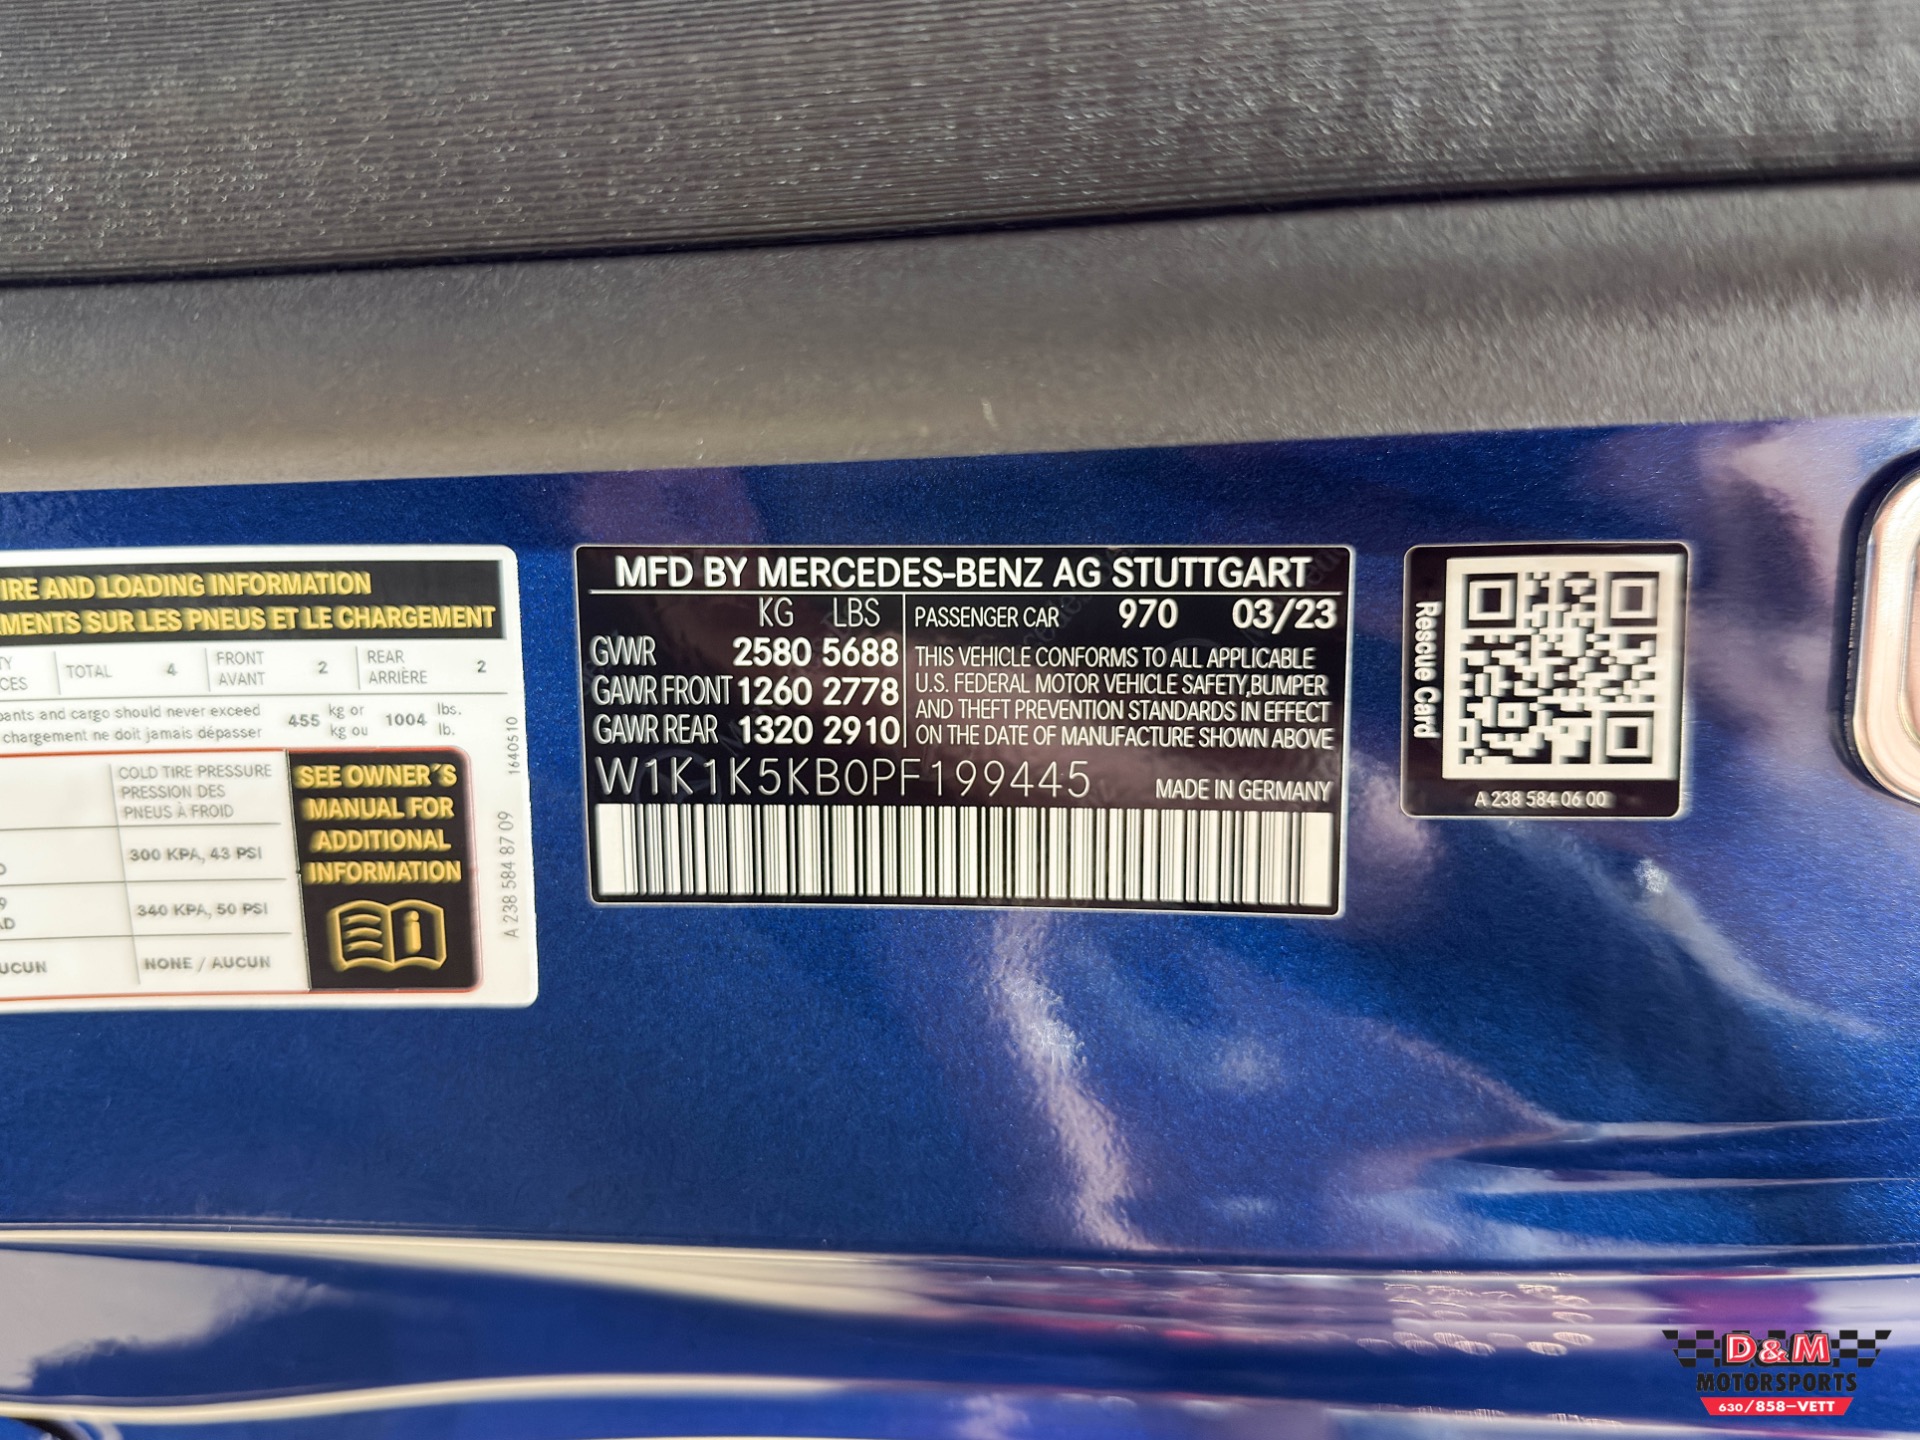 IRE AND LOADING INFORMATION
MENTS SUR LES PNEUS ET LE CHARGEMENT
TOTAL 4 FRONT 2 REAR 2
CES AVANT ARRIÈRE
pants and cargo should never exceed 455 kg or 1004 lbs.
chargement ne doit jamais dépasser kg ou lb.
COLD TIRE PRESSURE
PRESSION DES
PNEUS À FROID
300 KPA, 43 PSI
340 KPA, 50 PSI
UCUN NONE / AUCUN
SEE OWNER'S
MANUAL FOR
ADDITIONAL
INFORMATION
1640510
A 238 584 87 09
MFD BY MERCEDES-BENZ AG STUTTGART
KG LBS
GVWR 2580 5688
GAWR FRONT 1260 2778
GAWR REAR 1320 2910
PASSENGER CAR 970 03/23
THIS VEHICLE CONFORMS TO ALL APPLICABLE
U.S. FEDERAL MOTOR VEHICLE SAFETY,BUMPER
AND THEFT PREVENTION STANDARDS IN EFFECT
ON THE DATE OF MANUFACTURE SHOWN ABOVE
W1K1K5KB0PF199445 MADE IN GERMANY
Rescue Card
A 238 584 06 00
D&M
MOTORSPORTS
630/858-VETT